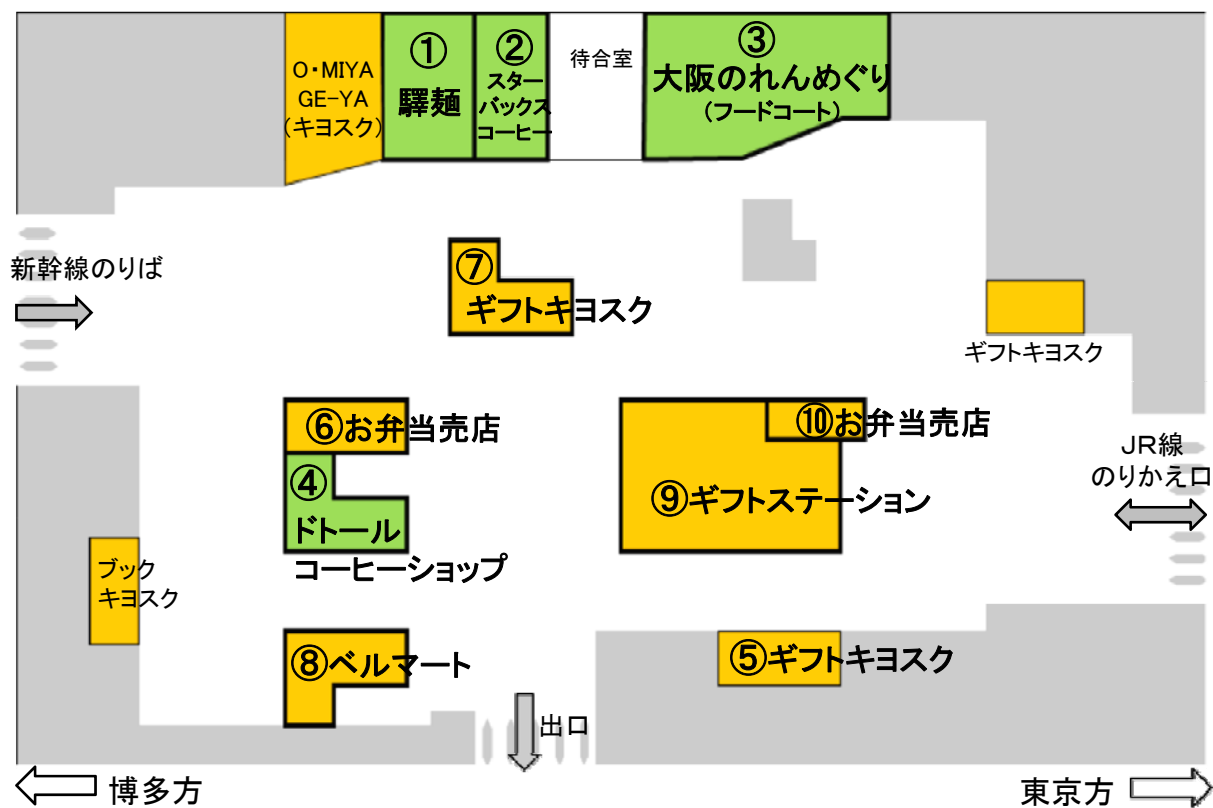 O・MIYA
GE-YA
(キヨスク)
①
驛麺
②
スター
バックス
コーヒー
待合室
③
大阪のれんめぐり
(フードコート)
新幹線のりば
⑦
ギフトキヨスク
ギフトキヨスク
⑥お弁当売店
⑩お弁当売店
④
ドトール
コーヒーショップ
⑨ギフトステーション
JR線
のりかえ口
ブック
キヨスク
⑧ベルマート
⑤ギフトキヨスク
出口
博多方
東京方